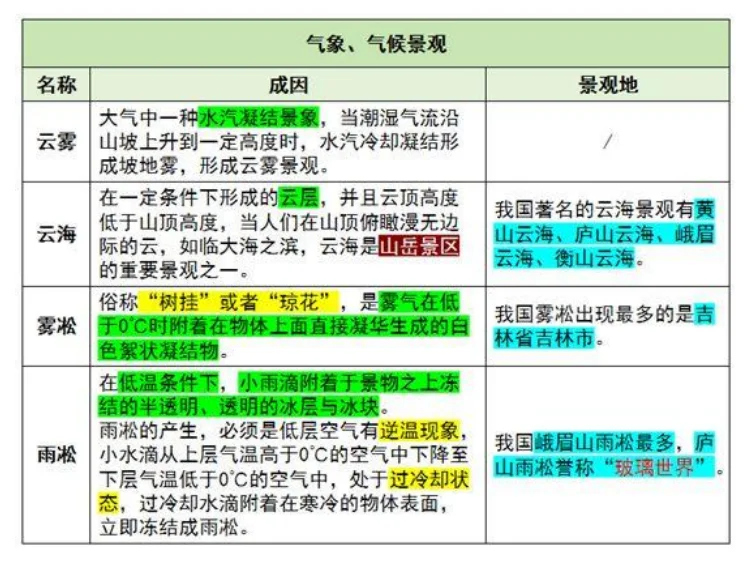 气象、气候景观
名称
成因
景观地
云雾
大气中一种水汽凝结景象，当潮湿气流沿
山坡上升到一定高度时，水汽冷却凝结形
成坡地雾，形成云雾景观。
/
云海
在一定条件下形成的云层，并且云顶高度
低于山顶高度，当人们在山顶俯瞰漫无边
际的云，如临大海之滨，云海是山岳景区
的重要景观之一。
我国著名的云海景观有黄
山云海、庐山云海、峨眉
云海、衡山云海。
雾凇
俗称“树挂”或者“琼花”，是雾气在低
于0℃时附着在物体上面直接凝华生成的白
色絮状凝结物。
我国雾凇出现最多的是吉
林省吉林市。
雨凇
在低温条件下，小雨滴附着于景物之上冻
结的半透明、透明的冰层与冰块。
雨凇的产生，必须是低层空气有逆温现象，
小水滴从上层气温高于0℃的空气中下降至
下层气温低于0℃的空气中，处于过冷却状
态，过冷却水滴附着在寒冷的物体表面，
立即冻结成雨凇。
我国峨眉山雨凇最多，庐
山雨凇誉称“玻璃世界”。